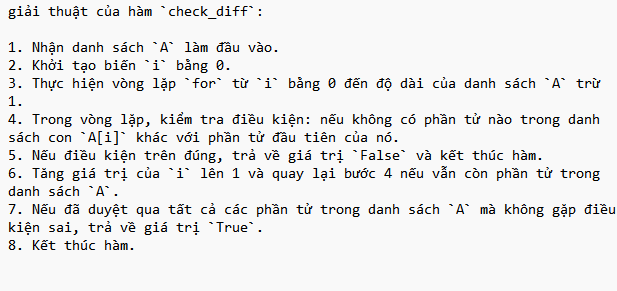 giải thuật của hàm `check_diff`:
1. Nhận danh sách `A` làm đầu vào.
2. Khởi tạo biến `i` bằng 0.
3. Thực hiện vòng lặp `for` từ `i` bằng 0 đến độ dài của danh sách `A` trừ
1.
4. Trong vòng lặp, kiểm tra điều kiện: nếu không có phần tử nào trong danh
sách con `A[i]` khác với phần tử đầu tiên của nó.
5. Nếu điều kiện trên đúng, trả về giá trị `False` và kết thúc hàm.
6. Tăng giá trị của `i` lên 1 và quay lại bước 4 nếu vẫn còn phần tử trong
danh sách `A`.
7. Nếu đã duyệt qua tất cả các phần tử trong danh sách `A` mà không gặp điều
kiện sai, trả về giá trị `True`.
8. Kết thúc hàm.